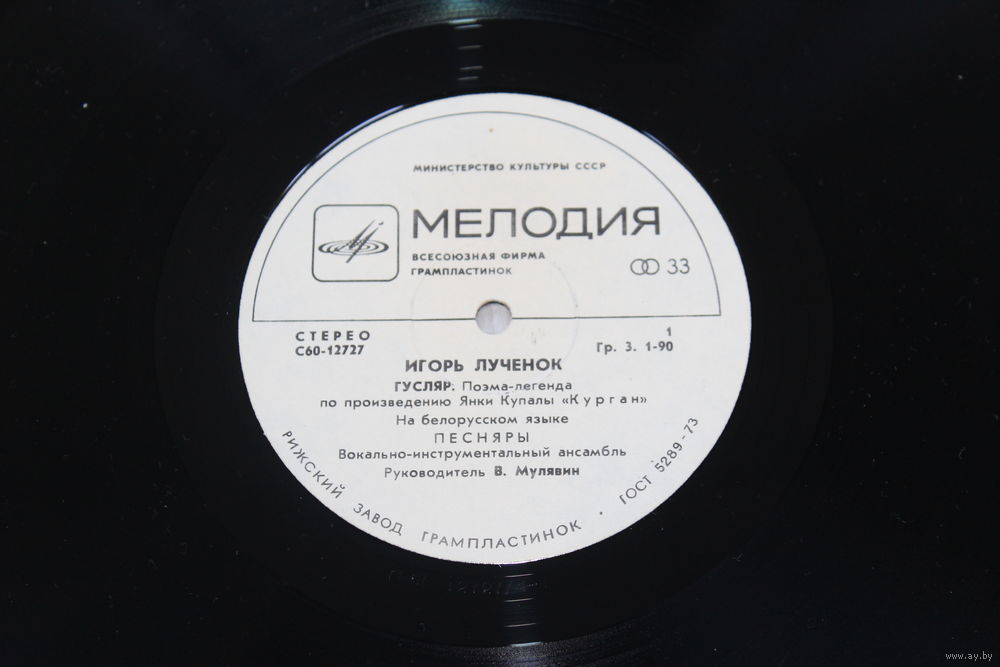 МИНИСТЕРСТВО КУЛЬТУРЫ СССР
МЕЛОДИЯ
ВСЕСОЮЗНАЯ ФИРМА
ГРАМПЛАСТИНОК
33
СТЕРЕО
С60-12727
1
Гр. 3. 1-90
ИГОРЬ ЛУЧЕНОК
ГУСЛЯР. Поэма-легенда
по произведению Янки Купалы «Курган»
На белорусском языке
ПЕСНЯРЫ
Вокально-инструментальный ансамбль
Руководитель В. Мулявин
РИЖСКИЙ ЗАВОД ГРАМПЛАСТИНОК · ГОСТ 5289-73
www.ay.by